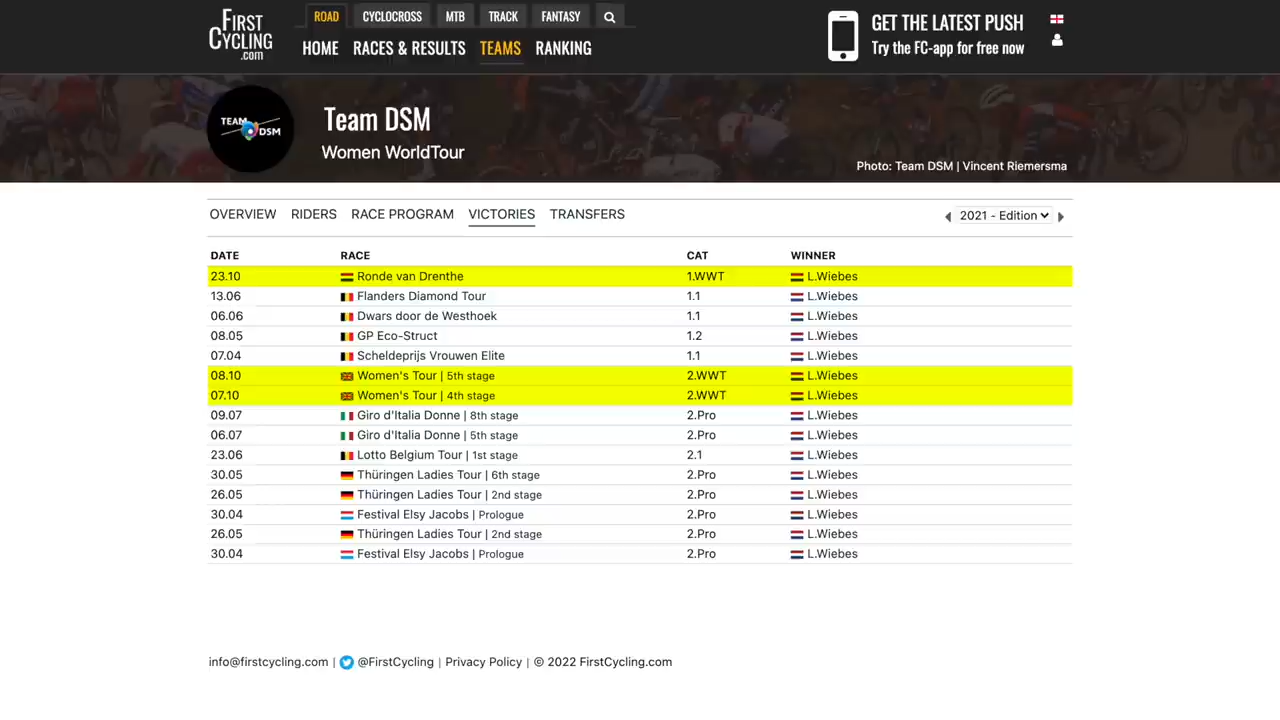 FIRST
CYCLING
.com
ROAD CYCLOCROSS MTB TRACK FANTASY
HOME RACES & RESULTS TEAMS RANKING
GET THE LATEST PUSH
Try the FC-app for free now
TEAM DSM
Team DSM
Women WorldTour
Photo: Team DSM | Vincent Riemersma
OVERVIEW RIDERS RACE PROGRAM VICTORIES TRANSFERS 2021 - Edition
DATE RACE CAT WINNER
23.10 Ronde van Drenthe 1.WWT L.Wiebes
13.06 Flanders Diamond Tour 1.1 L.Wiebes
06.06 Dwars door de Westhoek 1.1 L.Wiebes
08.05 GP Eco-Struct 1.2 L.Wiebes
07.04 Scheldeprijs Vrouwen Elite 1.1 L.Wiebes
08.10 Women's Tour | 5th stage 2.WWT L.Wiebes
07.10 Women's Tour | 4th stage 2.WWT L.Wiebes
09.07 Giro d'Italia Donne | 8th stage 2.Pro L.Wiebes
06.07 Giro d'Italia Donne | 5th stage 2.Pro L.Wiebes
23.06 Lotto Belgium Tour | 1st stage 2.1 L.Wiebes
30.05 Thüringen Ladies Tour | 6th stage 2.Pro L.Wiebes
26.05 Thüringen Ladies Tour | 2nd stage 2.Pro L.Wiebes
30.04 Festival Elsy Jacobs | Prologue 2.Pro L.Wiebes
26.05 Thüringen Ladies Tour | 2nd stage 2.Pro L.Wiebes
30.04 Festival Elsy Jacobs | Prologue 2.Pro L.Wiebes
info@firstcycling.com | @FirstCycling | Privacy Policy | © 2022 FirstCycling.com